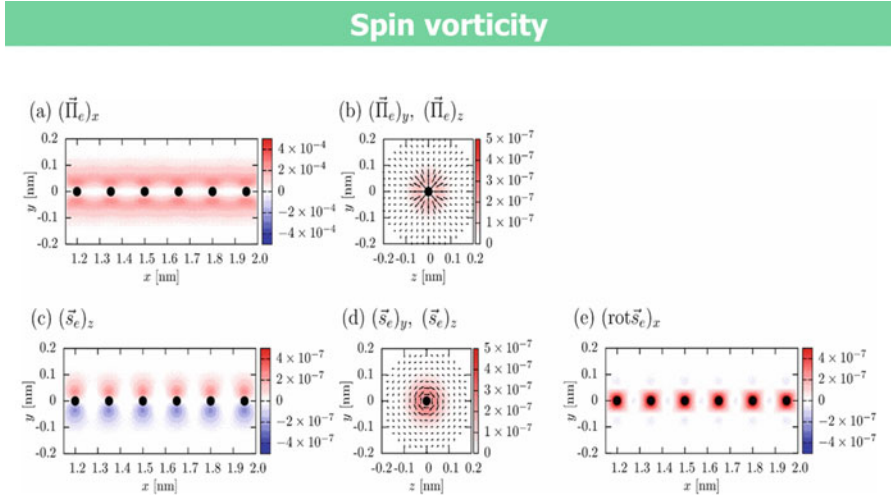 Spin vorticity
(a) (Π⃗ₑ)ₓ
(b) (Π⃗ₑ)ᵧ, (Π⃗ₑ)_z
y [nm]
0.2
0.1
0
-0.1
-0.2
1.2 1.3 1.4 1.5 1.6 1.7 1.8 1.9 2.0
x [nm]
4×10⁻⁴
2×10⁻⁴
0
−2×10⁻⁴
−4×10⁻⁴
y [nm]
0.2
0.1
0
-0.1
-0.2
-0.2 -0.1 0 0.1 0.2
z [nm]
5×10⁻⁷
4×10⁻⁷
3×10⁻⁷
2×10⁻⁷
1×10⁻⁷
0
(c) (s⃗ₑ)_z
(d) (s⃗ₑ)ᵧ, (s⃗ₑ)_z
(e) (rots⃗ₑ)ₓ
y [nm]
0.2
0.1
0
-0.1
-0.2
1.2 1.3 1.4 1.5 1.6 1.7 1.8 1.9 2.0
x [nm]
4×10⁻⁷
2×10⁻⁷
0
−2×10⁻⁷
−4×10⁻⁷
y [nm]
0.2
0.1
0
-0.1
-0.2
-0.2 -0.1 0 0.1 0.2
z [nm]
5×10⁻⁷
4×10⁻⁷
3×10⁻⁷
2×10⁻⁷
1×10⁻⁷
0
y [nm]
0.2
0.1
0
-0.1
-0.2
1.2 1.3 1.4 1.5 1.6 1.7 1.8 1.9 2.0
x [nm]
4×10⁻⁷
2×10⁻⁷
0
−2×10⁻⁷
−4×10⁻⁷